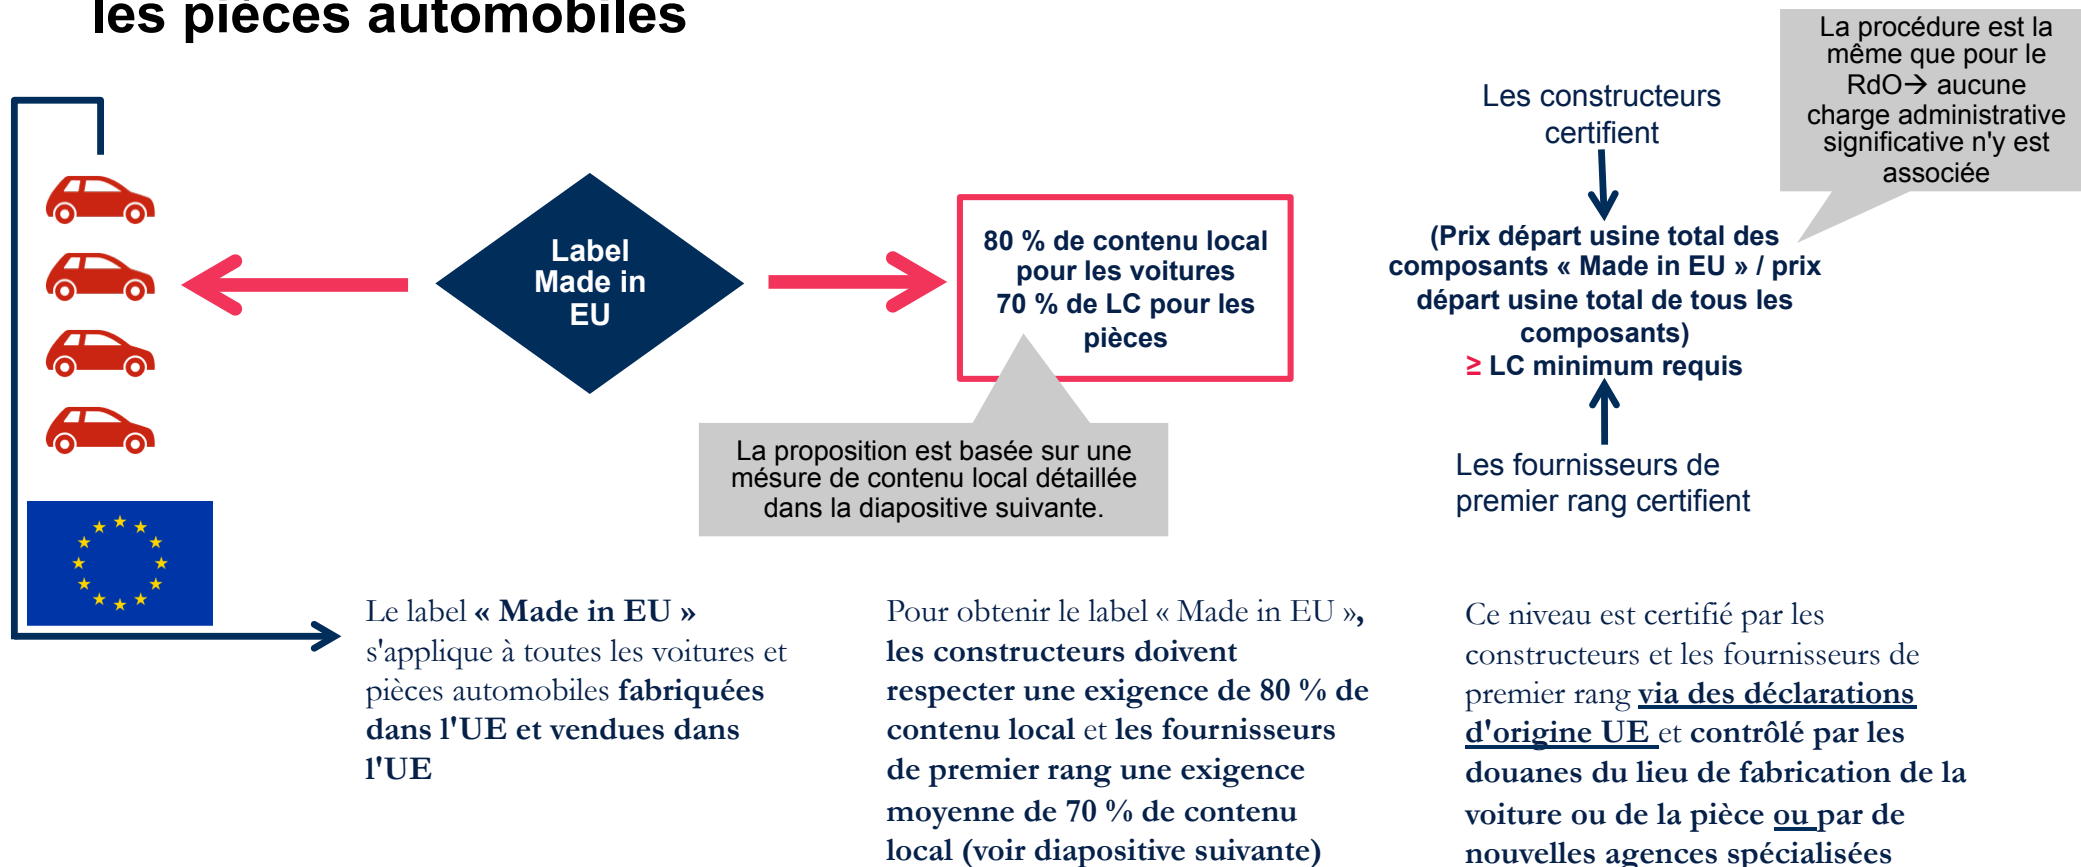 les pièces automobiles
La procédure est la
même que pour le
RdO→ aucune
charge administrative
significative n'y est
associée
Les constructeurs
certifient
Label
Made in
EU
80 % de contenu local
pour les voitures
70 % de LC pour les
pièces
(Prix départ usine total des
composants « Made in EU » / prix
départ usine total de tous les
composants)
≥ LC minimum requis
La proposition est basée sur une
mésure de contenu local détaillée
dans la diapositive suivante.
Les fournisseurs de
premier rang certifient
Le label « Made in EU »
s'applique à toutes les voitures et
pièces automobiles fabriquées
dans l'UE et vendues dans
l'UE
Pour obtenir le label « Made in EU »,
les constructeurs doivent
respecter une exigence de 80 % de
contenu local et les fournisseurs
de premier rang une exigence
moyenne de 70 % de contenu
local (voir diapositive suivante)
Ce niveau est certifié par les
constructeurs et les fournisseurs de
premier rang via des déclarations
d'origine UE et contrôlé par les
douanes du lieu de fabrication de la
voiture ou de la pièce ou par de
nouvelles agences spécialisées